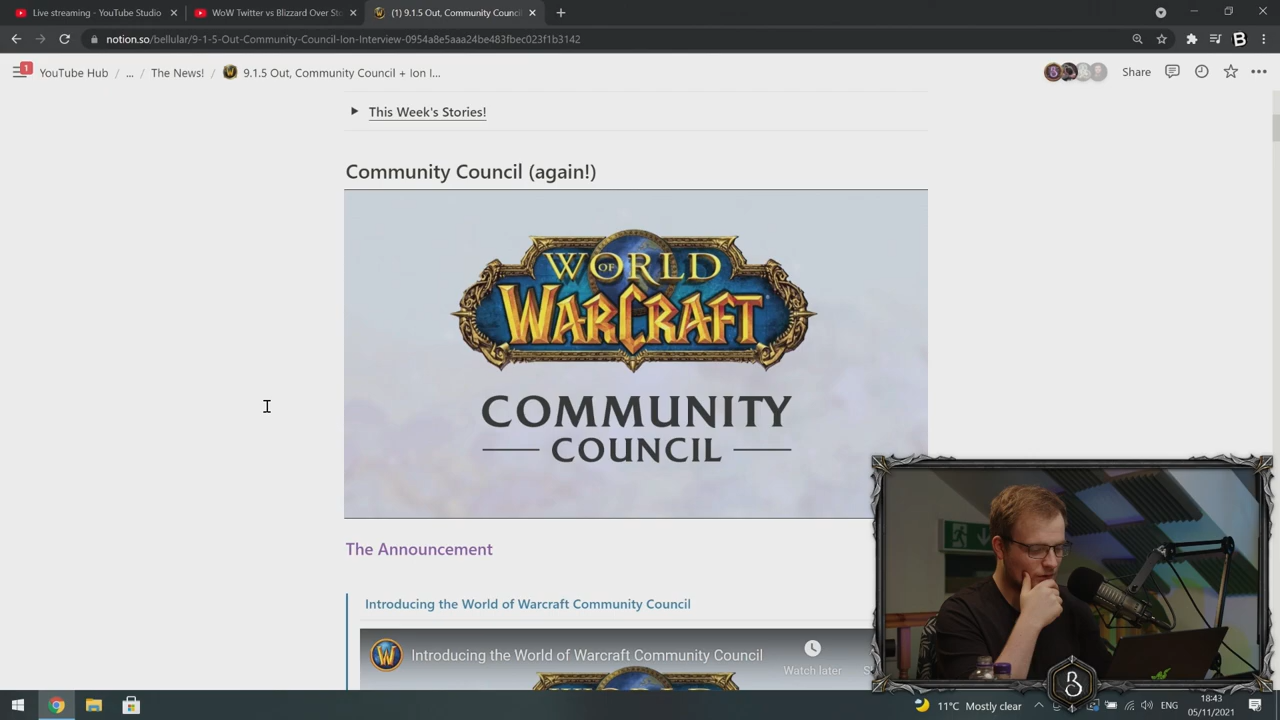 Live streaming - YouTube Studio
WoW Twitter vs Blizzard Over Sto
(1) 9.1.5 Out, Community Council
notion.so/bellular/9-1-5-Out-Community-Council-Ion-Interview-0954a8e5aaa24be483fbec023f1b3142
1
YouTube Hub / ... / The News! / 9.1.5 Out, Community Council + Ion I...
Share
This Week's Stories!
Community Council (again!)
WORLD
OF
WARCRAFT
COMMUNITY
COUNCIL
The Announcement
Introducing the World of Warcraft Community Council
Introducing the World of Warcraft Community Council
Watch later
WORLD
11°C Mostly clear
ENG
18:43
05/11/2021